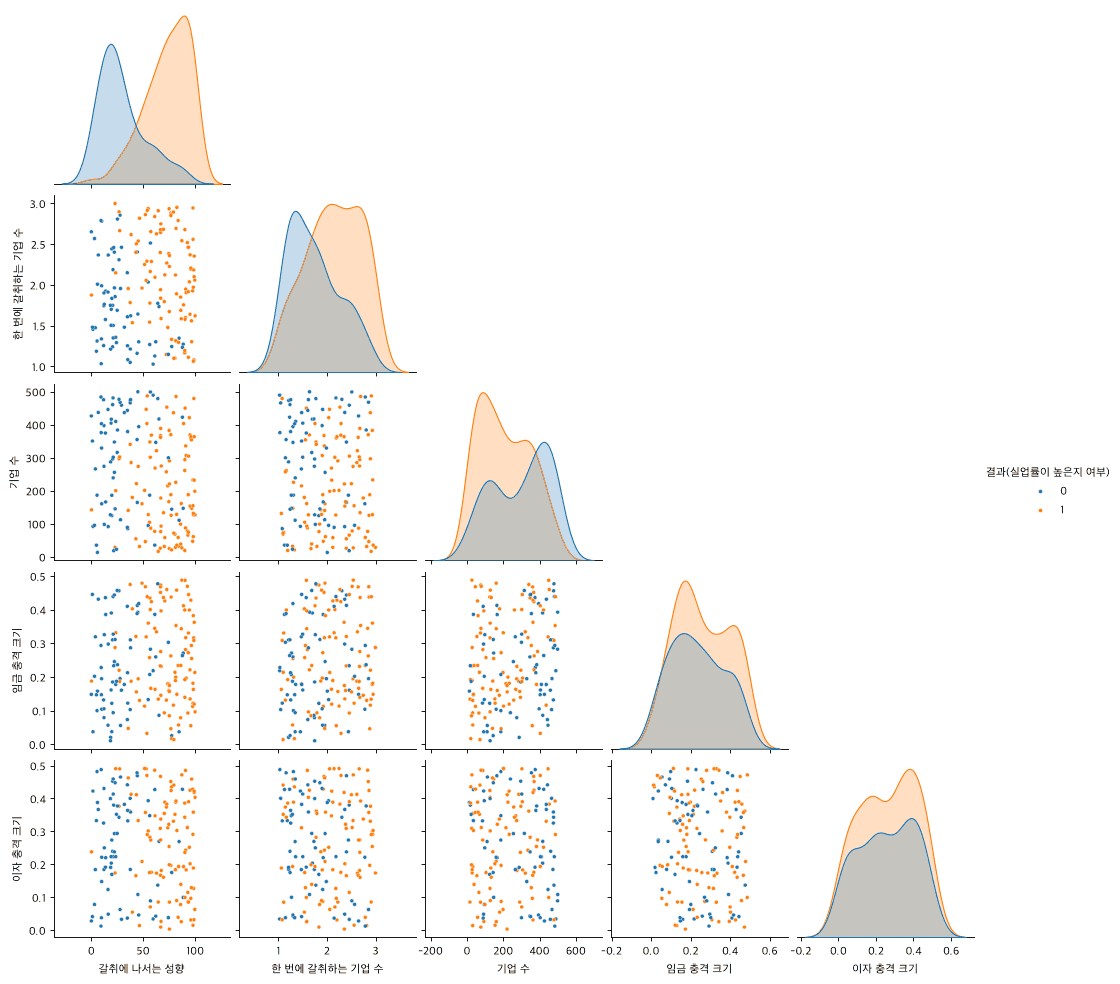 3.0
2.5
2.0
1.5
1.0
한 번에 갈취하는 기업 수
500
400
300
200
100
0
기업 수
결과(실업률이 높은지 여부)
0
1
0.5
0.4
0.3
0.2
0.1
0.0
임금 충격 크기
0.5
0.4
0.3
0.2
0.1
0.0
이자 충격 크기
0 50 100
갈취에 나서는 성향
1 2 3
한 번에 갈취하는 기업 수
−200 0 200 400 600
기업 수
−0.2 0.0 0.2 0.4 0.6
임금 충격 크기
−0.2 0.0 0.2 0.4 0.6
이자 충격 크기